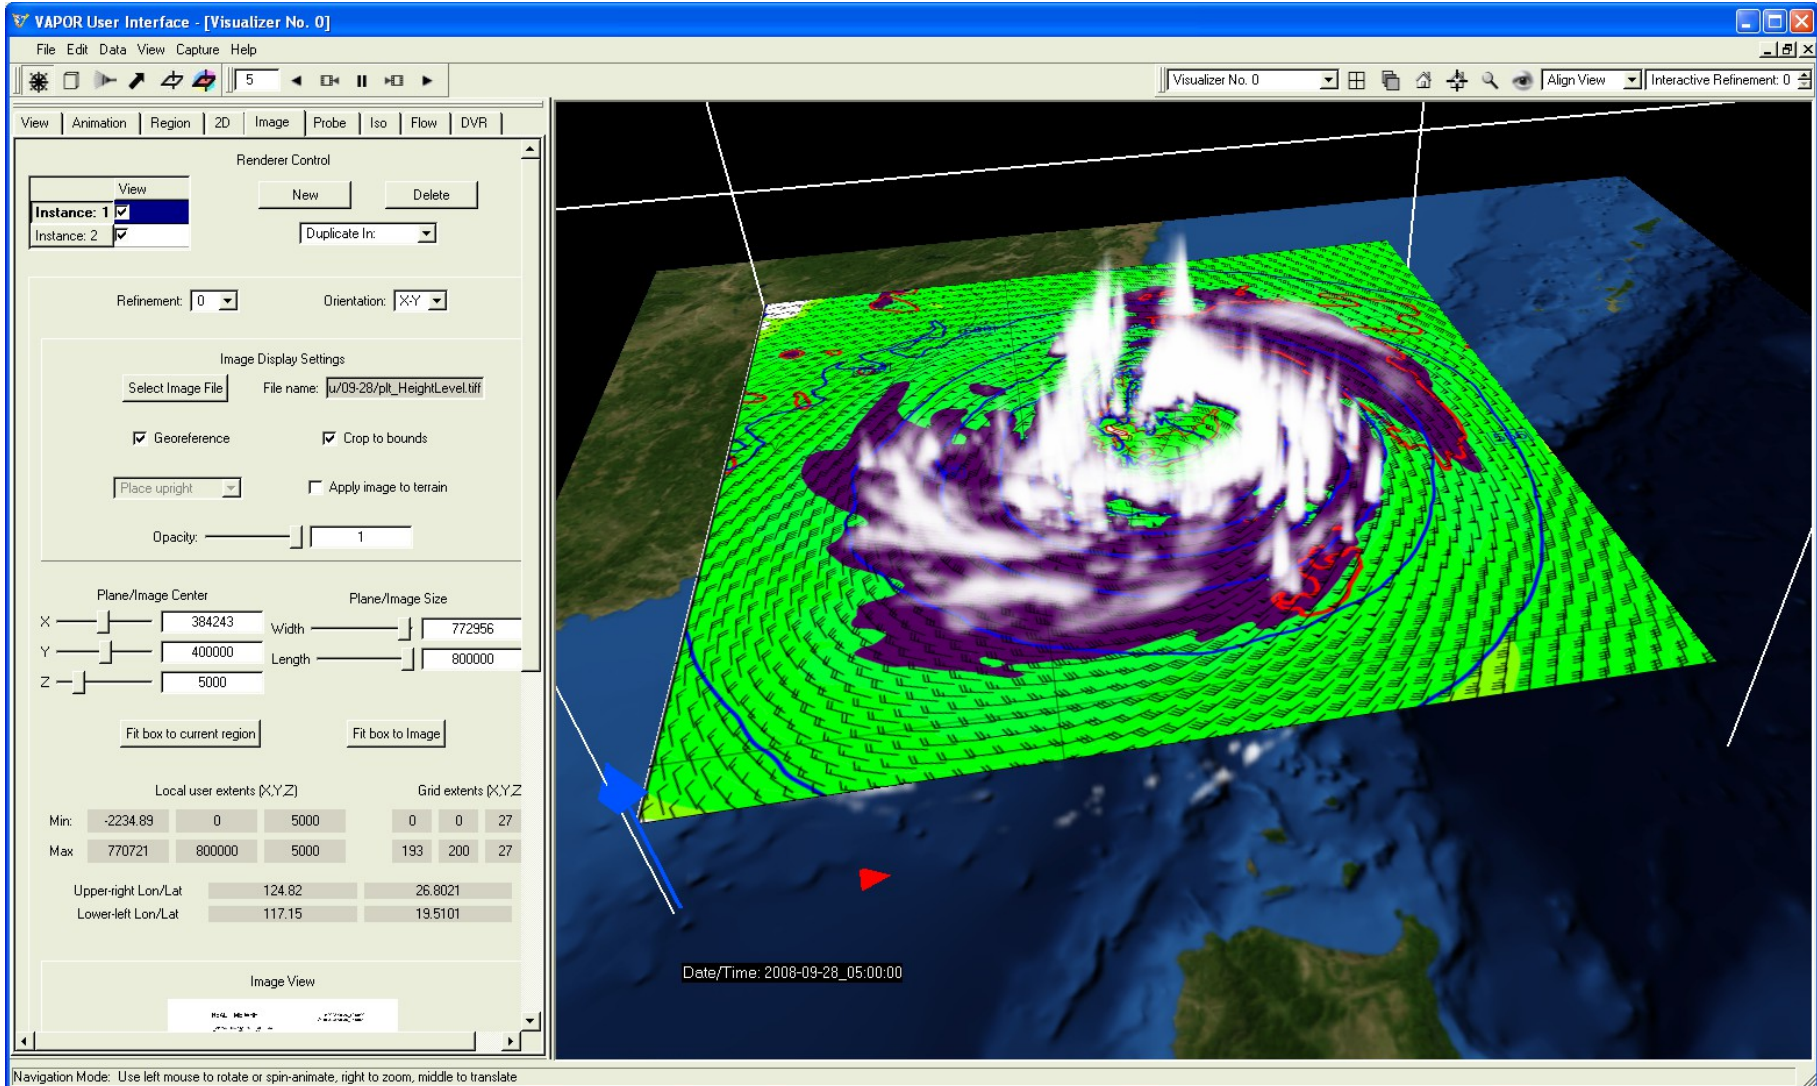 VAPOR User Interface - [Visualizer No. 0]
File Edit Data View Capture Help
5
Visualizer No. 0
Align View
Interactive Refinement: 0
View Animation Region 2D Image Probe Iso Flow DVR
Renderer Control
View
Instance: 1
Instance: 2
New
Delete
Duplicate In:
Refinement: 0
Orientation: X-Y
Image Display Settings
Select Image File
File name: u/09-28/plt_HeightLevel.tiff
Georeference
Crop to bounds
Place upright
Apply image to terrain
Opacity: 1
Plane/Image Center
Plane/Image Size
X 384243
Width 772956
Y 400000
Length 800000
Z 5000
Fit box to current region
Fit box to Image
Local user extents (X,Y,Z)
Grid extents (X,Y,Z
Min: -2234.89 0 5000 0 0 27
Max 770721 800000 5000 193 200 27
Upper-right Lon/Lat 124.82 26.8021
Lower-left Lon/Lat 117.15 19.5101
Image View
Date/Time: 2008-09-28_05:00:00
Navigation Mode: Use left mouse to rotate or spin-animate, right to zoom, middle to translate